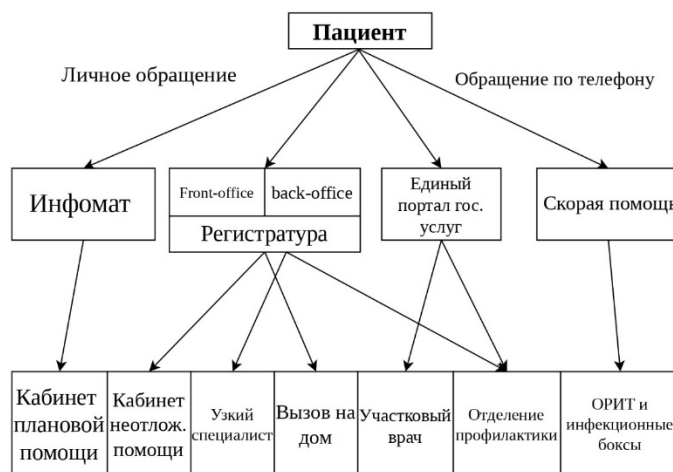 Пациент
Личное обращение
Обращение по телефону
Инфомат
Front-office
back-office
Регистратура
Единый
портал гос.
услуг
Скорая помощь
Кабинет
плановой
помощи
Кабинет
неотлож.
помощи
Узкий
специалист
Вызов на
дом
Участковый
врач
Отделение
профилактики
ОРИТ и
инфекционные
боксы